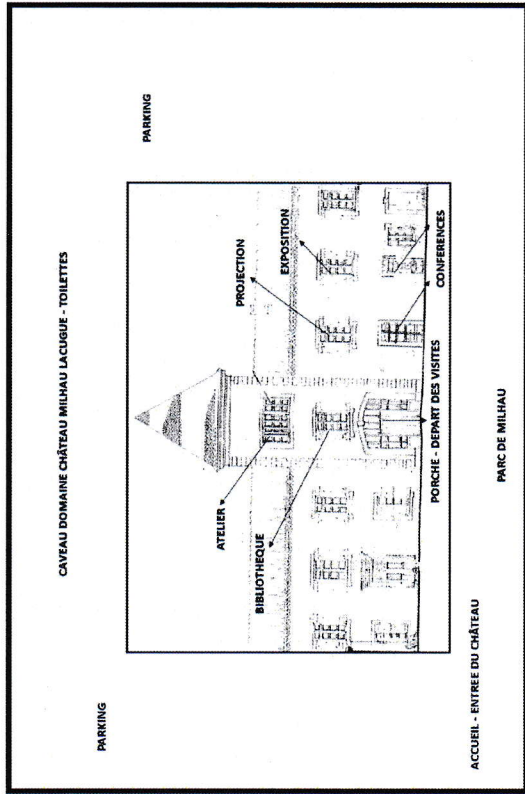 CAVEAU DOMAINE CHÂTEAU MILHAU LACUGUE - TOILETTES
PARKING
PARKING
PROJECTION
EXPOSITION
ATELIER
BIBLIOTHEQUE
CONFERENCES
PORCHE - DEPART DES VISITES
ACCUEIL - ENTREE DU CHÂTEAU
PARC DE MILHAU